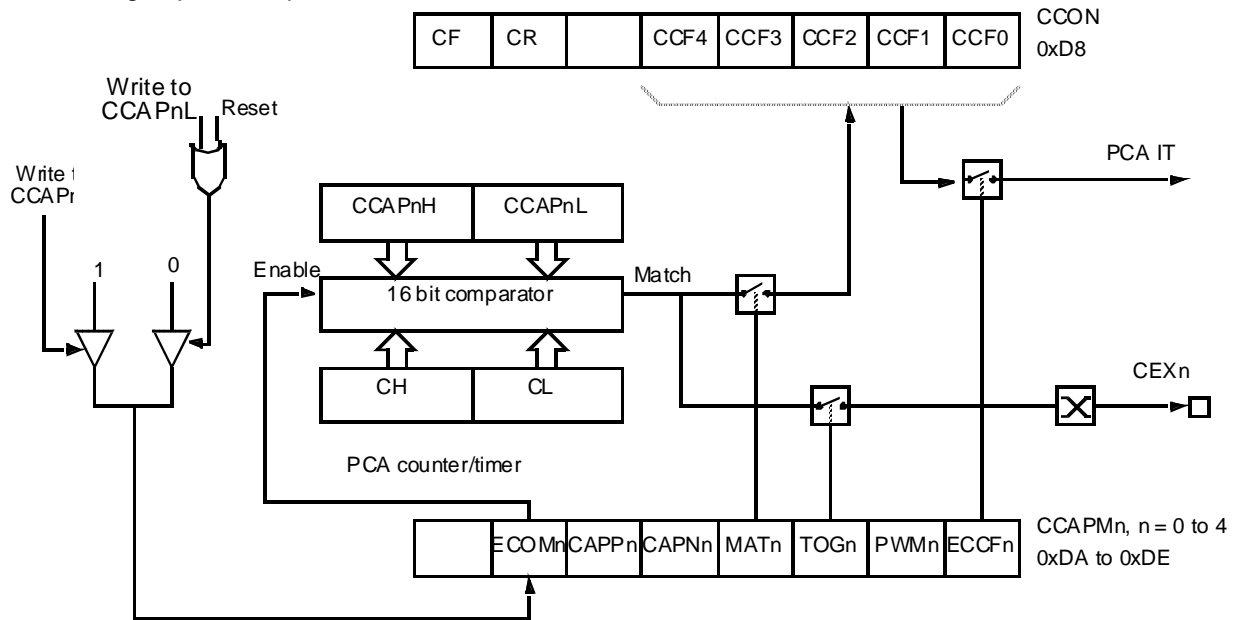 CF CR CCF4 CCF3 CCF2 CCF1 CCF0
CCON
0xD8
Write to
CCAPnL
Reset
Write
PCA IT
CCAPnH CCAPnL
Enable
Match
1
0
16 bit comparator
CH CL
CEXn
PCA counter/timer
ECOMn CAPPn CAPNn MATn TOGn PWMn ECCFn
CCAPMn, n = 0 to 4
0xDA to 0xDE